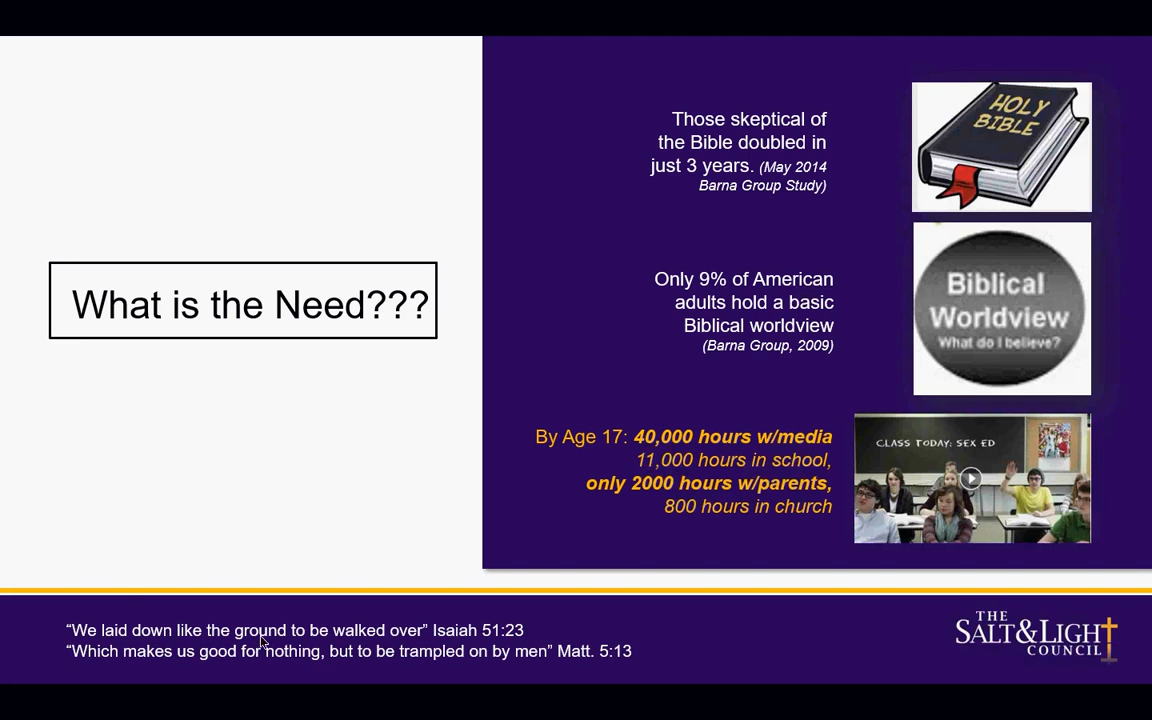 What is the Need???
Those skeptical of
the Bible doubled in
just 3 years. (May 2014
Barna Group Study)
HOLY
BIBLE
Only 9% of American
adults hold a basic
Biblical worldview
(Barna Group, 2009)
Biblical
Worldview
What do I believe?
By Age 17: 40,000 hours w/media
11,000 hours in school,
only 2000 hours w/parents,
800 hours in church
CLASS TODAY: SEX ED
“We laid down like the ground to be walked over” Isaiah 51:23
“Which makes us good for nothing, but to be trampled on by men” Matt. 5:13
THE
SALT&LIGHT
COUNCIL